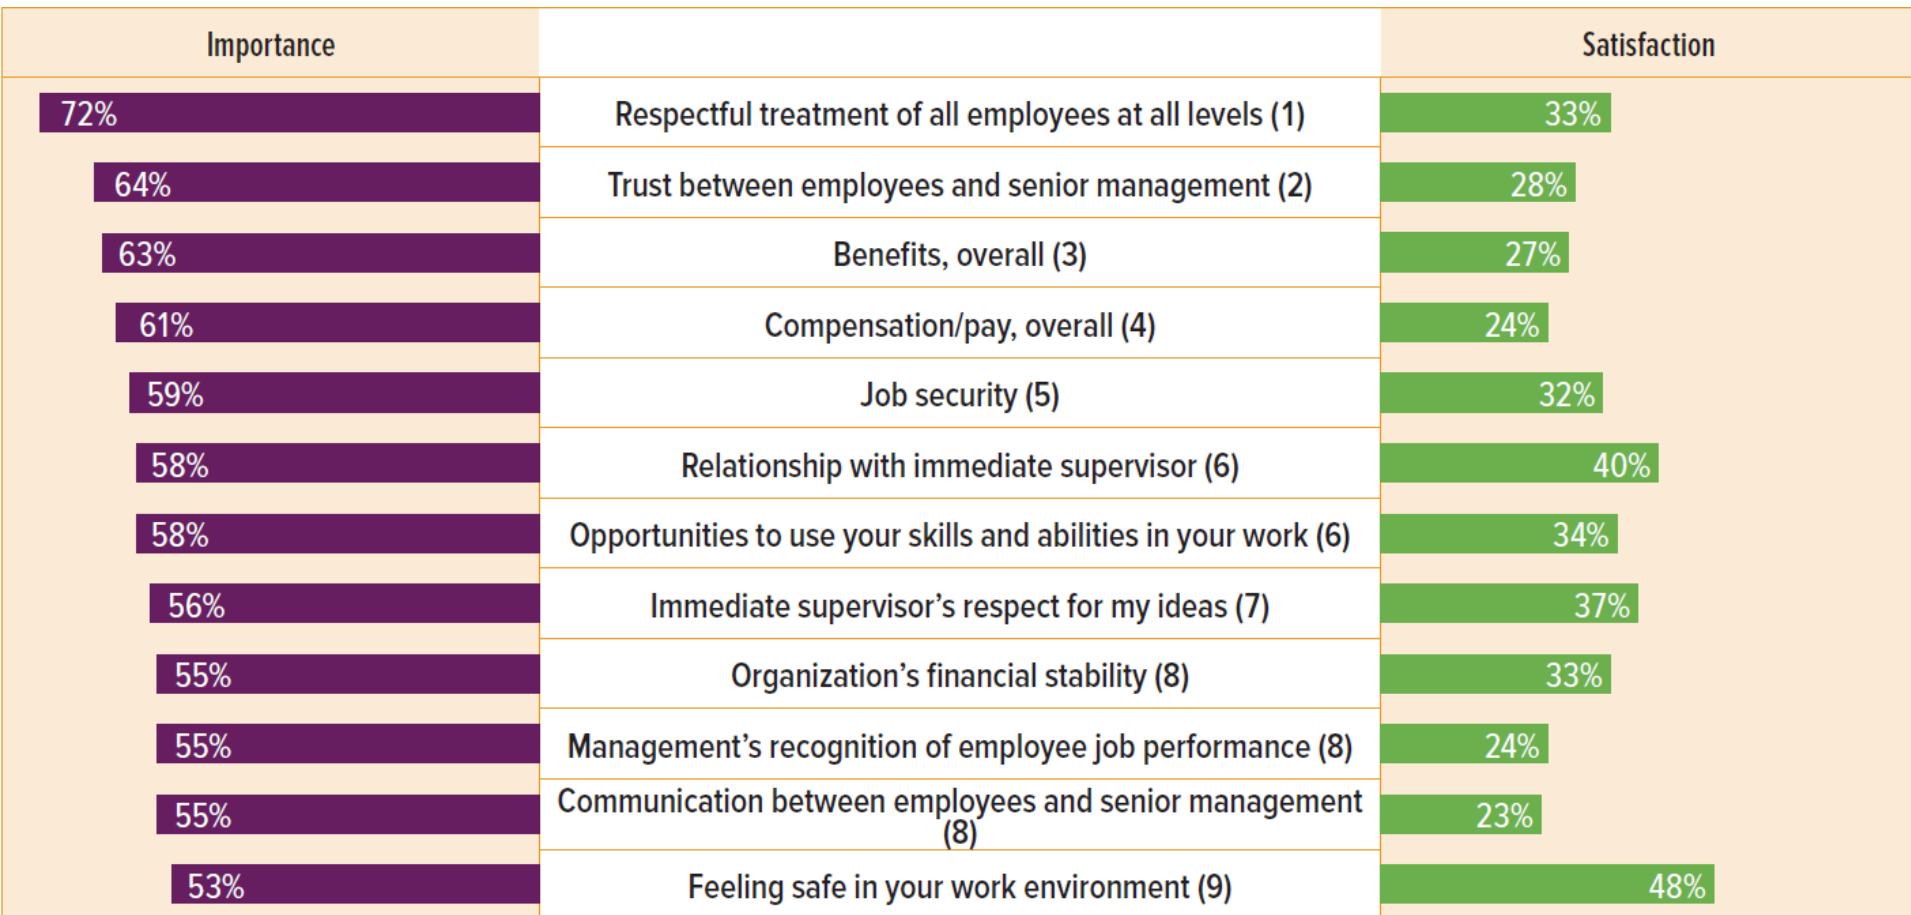 Importance Satisfaction
72% Respectful treatment of all employees at all levels (1) 33%
64% Trust between employees and senior management (2) 28%
63% Benefits, overall (3) 27%
61% Compensation/pay, overall (4) 24%
59% Job security (5) 32%
58% Relationship with immediate supervisor (6) 40%
58% Opportunities to use your skills and abilities in your work (6) 34%
56% Immediate supervisor’s respect for my ideas (7) 37%
55% Organization’s financial stability (8) 33%
55% Management’s recognition of employee job performance (8) 24%
55% Communication between employees and senior management 23%
(8)
53% Feeling safe in your work environment (9) 48%